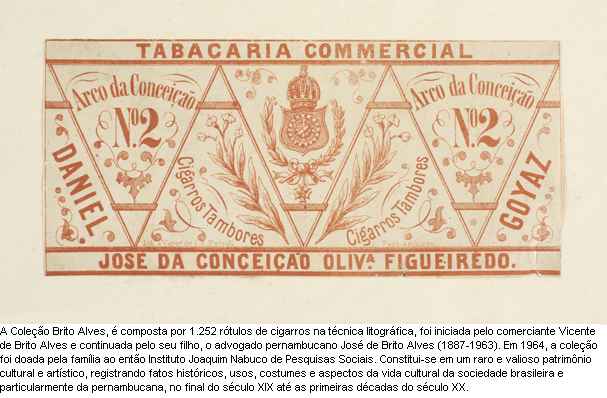 TABACARIA COMMERCIAL
Arco da Conceição
Nº 2
DANIEL
Cigarros Tambores
Cigarros Tambores
Arco da Conceição
Nº 2
GOYAZ
JOSÉ DA CONCEIÇÃO OLIVª. FIGUEIRÊDO.
A Coleção Brito Alves, é composta por 1.252 rótulos de cigarros na técnica litográfica, foi iniciada pelo comerciante Vicente
de Brito Alves e continuada pelo seu filho, o advogado pernambucano José de Brito Alves (1887-1963). Em 1964, a coleção
foi doada pela família ao então Instituto Joaquim Nabuco de Pesquisas Sociais. Constitui-se em um raro e valioso patrimônio
cultural e artístico, registrando fatos históricos, usos, costumes e aspectos da vida cultural da sociedade brasileira e
particularmente da pernambucana, no final do século XIX até as primeiras décadas do século XX.